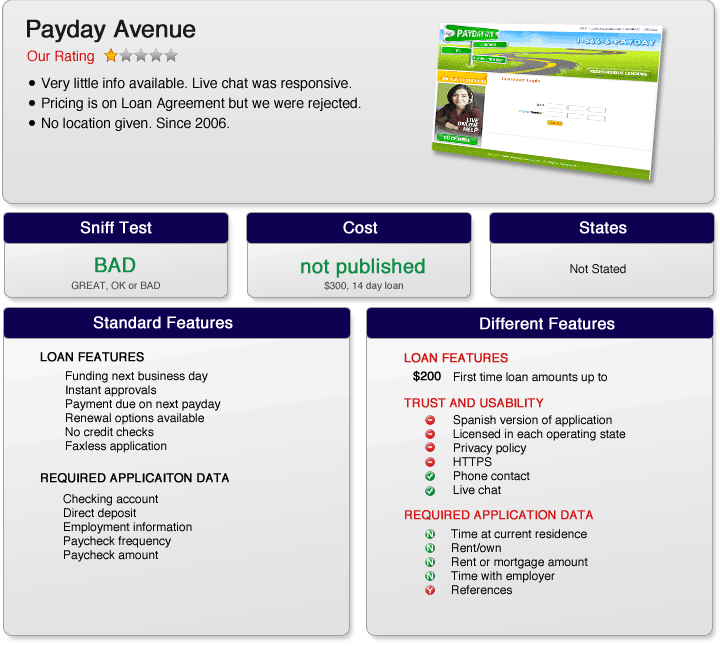 Payday Avenue
Our Rating
Very little info available. Live chat was responsive.
Pricing is on Loan Agreement but we were rejected.
No location given. Since 2006.
PAYDAY AVE
1-866-6-PAYDAY
RESPONSIBLE LENDING
Customer Login
LIVE
ONLINE
HELP
Sniff Test
BAD
GREAT, OK or BAD
Cost
not published
$300, 14 day loan
States
Not Stated
Standard Features
LOAN FEATURES
Funding next business day
Instant approvals
Payment due on next payday
Renewal options available
No credit checks
Faxless application
REQUIRED APPLICAITON DATA
Checking account
Direct deposit
Employment information
Paycheck frequency
Paycheck amount
Different Features
LOAN FEATURES
$200 First time loan amounts up to
TRUST AND USABILITY
Spanish version of application
Licensed in each operating state
Privacy policy
HTTPS
Phone contact
Live chat
REQUIRED APPLICATION DATA
N Time at current residence
N Rent/own
N Rent or mortgage amount
N Time with employer
Y References